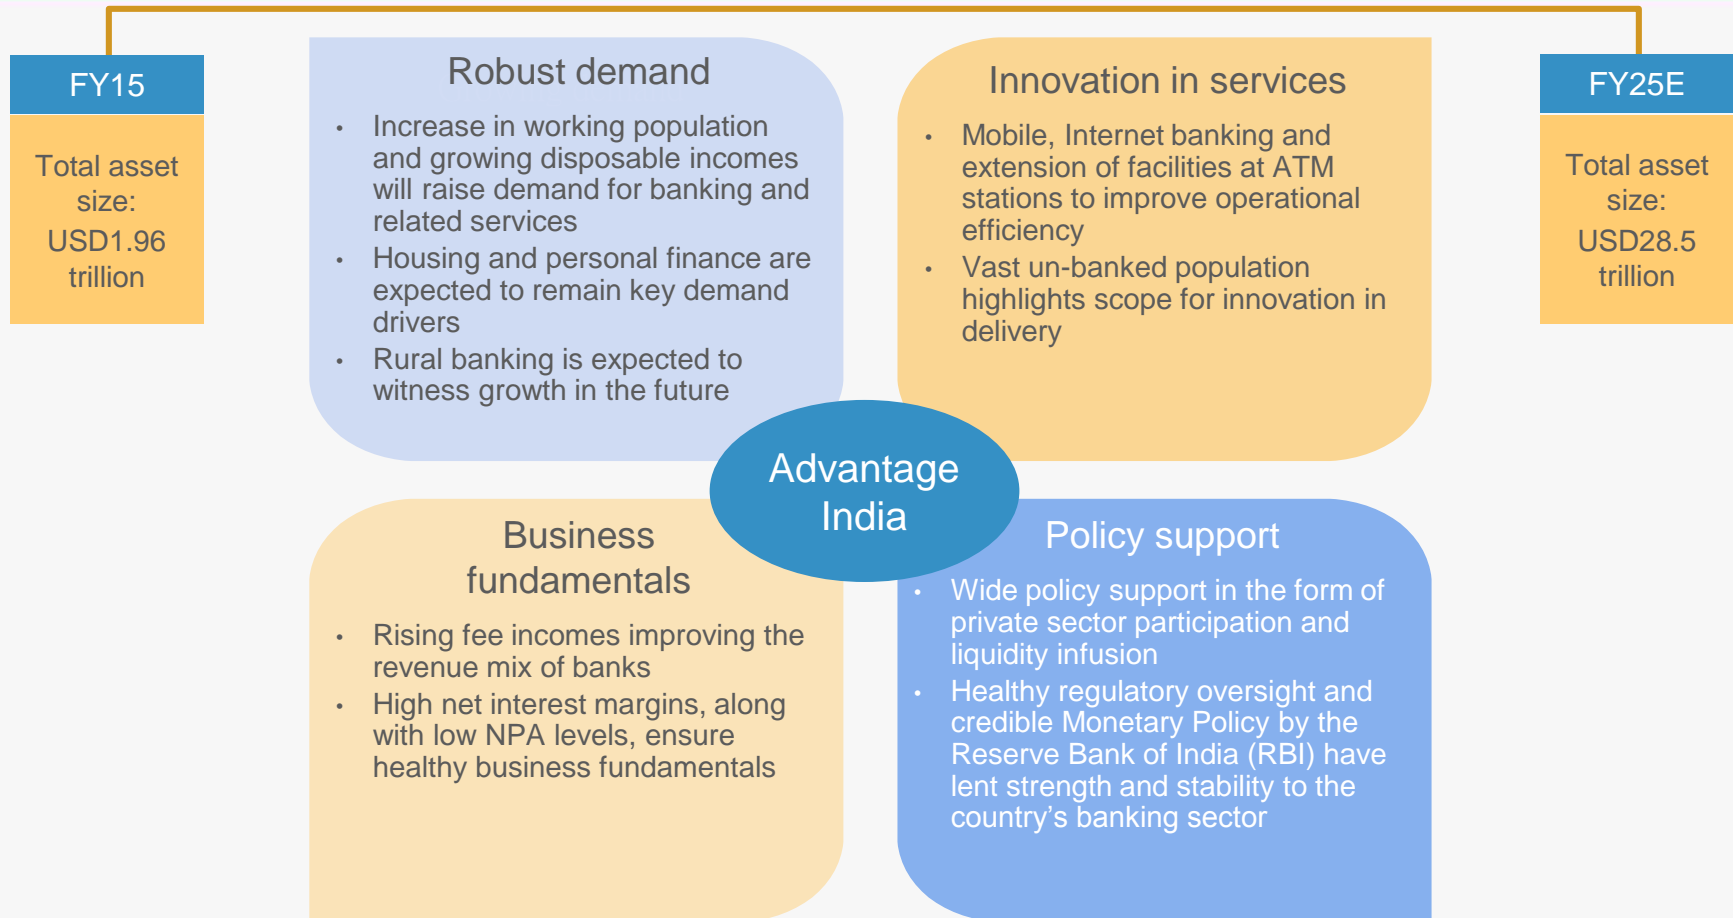 FY15
Total asset
size:
USD1.96
trillion
Robust demand
• Increase in working population
and growing disposable incomes
will raise demand for banking and
related services
• Housing and personal finance are
expected to remain key demand
drivers
• Rural banking is expected to
witness growth in the future
Innovation in services
• Mobile, Internet banking and
extension of facilities at ATM
stations to improve operational
efficiency
• Vast un-banked population
highlights scope for innovation in
delivery
FY25E
Total asset
size:
USD28.5
trillion
Advantage
India
Business
fundamentals
• Rising fee incomes improving the
revenue mix of banks
• High net interest margins, along
with low NPA levels, ensure
healthy business fundamentals
Policy support
• Wide policy support in the form of
private sector participation and
liquidity infusion
• Healthy regulatory oversight and
credible Monetary Policy by the
Reserve Bank of India (RBI) have
lent strength and stability to the
country’s banking sector